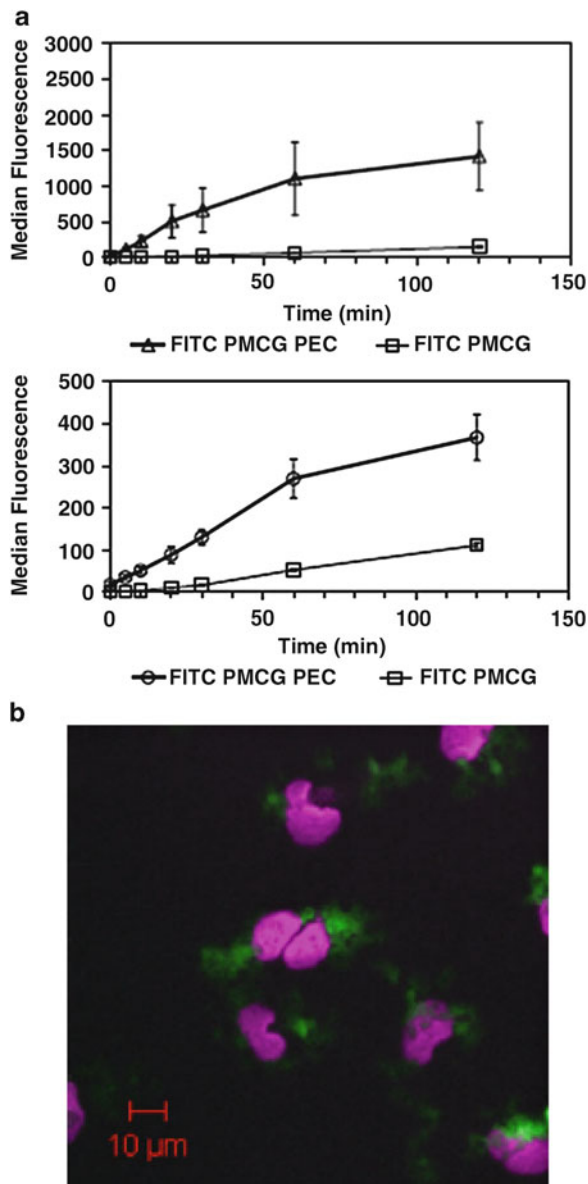 a
Median Fluorescence
3000
2500
2000
1500
1000
500
0
0 50 100 150
Time (min)
FITC PMCG PEC FITC PMCG
Median Fluorescence
500
400
300
200
100
0
0 50 100 150
Time (min)
FITC PMCG PEC FITC PMCG
b
10 µm